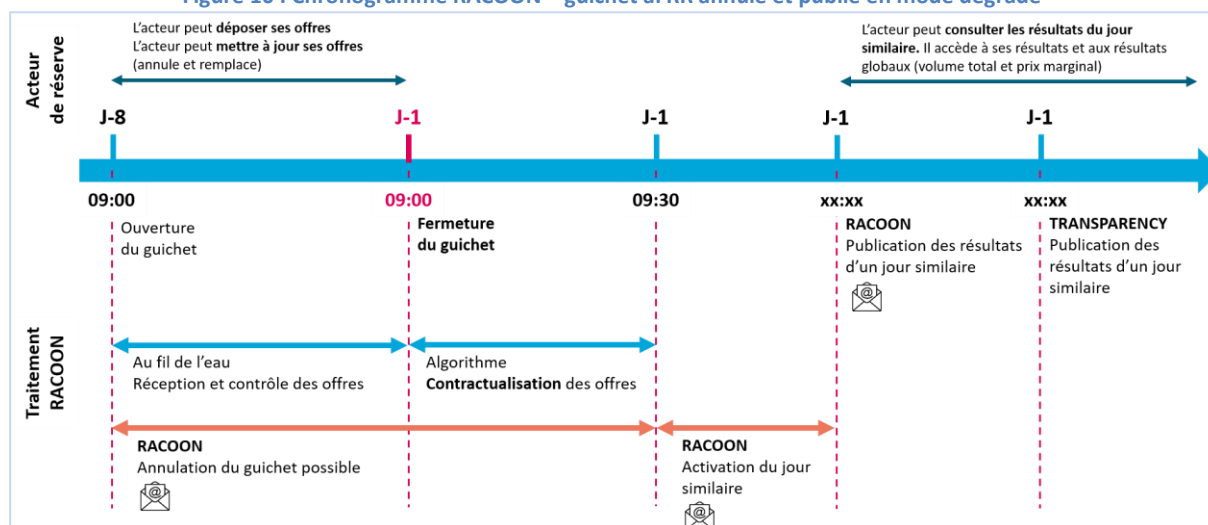 Figure 10 : Chronogramme RACOON – guichet aFRR annulé et publié en mode dégradé
Acteur
de réserve
L'acteur peut déposer ses offres
L'acteur peut mettre à jour ses offres
(annule et remplace)
L'acteur peut consulter les résultats du jour
similaire. Il accède à ses résultats et aux résultats
globaux (volume total et prix marginal)
J-8
J-1
J-1
J-1
J-1
09:00
09:00
09:30
xx:xx
xx:xx
Ouverture
du guichet
Fermeture
du guichet
RACOON
Publication des résultats
d'un jour similaire
TRANSPARENCY
Publication des
résultats d'un jour
similaire
Traitement
RACOON
Au fil de l'eau
Réception et contrôle des offres
Algorithme
Contractualisation des offres
RACOON
Annulation du guichet possible
RACOON
Activation du jour
similaire